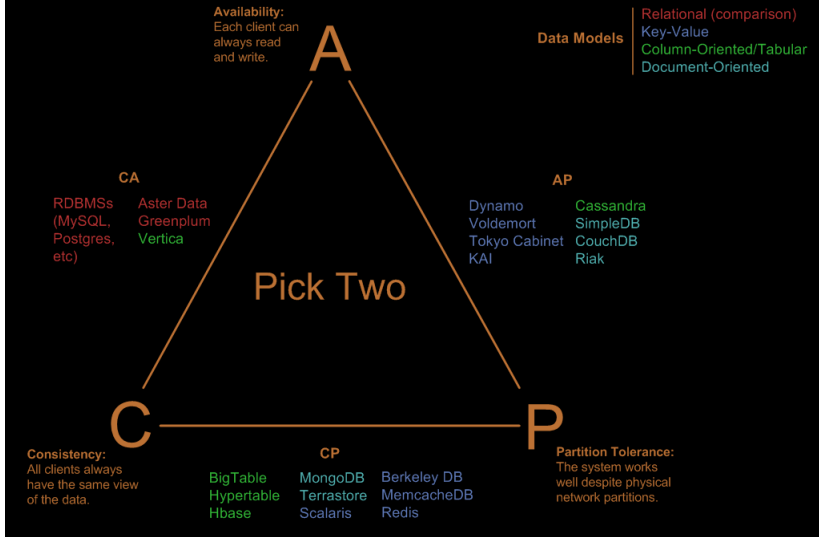 Availability:
Each client can
always read
and write.
A
Data Models
Relational (comparison)
Key-Value
Column-Oriented/Tabular
Document-Oriented
CA
RDBMSs
(MySQL,
Postgres,
etc)
Aster Data
Greenplum
Vertica
AP
Dynamo
Voldemort
Tokyo Cabinet
KAI
Cassandra
SimpleDB
CouchDB
Riak
Pick Two
C
P
Consistency:
All clients always
have the same view
of the data.
CP
BigTable
Hypertable
Hbase
MongoDB
Terrastore
Scalaris
Berkeley DB
MemcacheDB
Redis
Partition Tolerance:
The system works
well despite physical
network partitions.